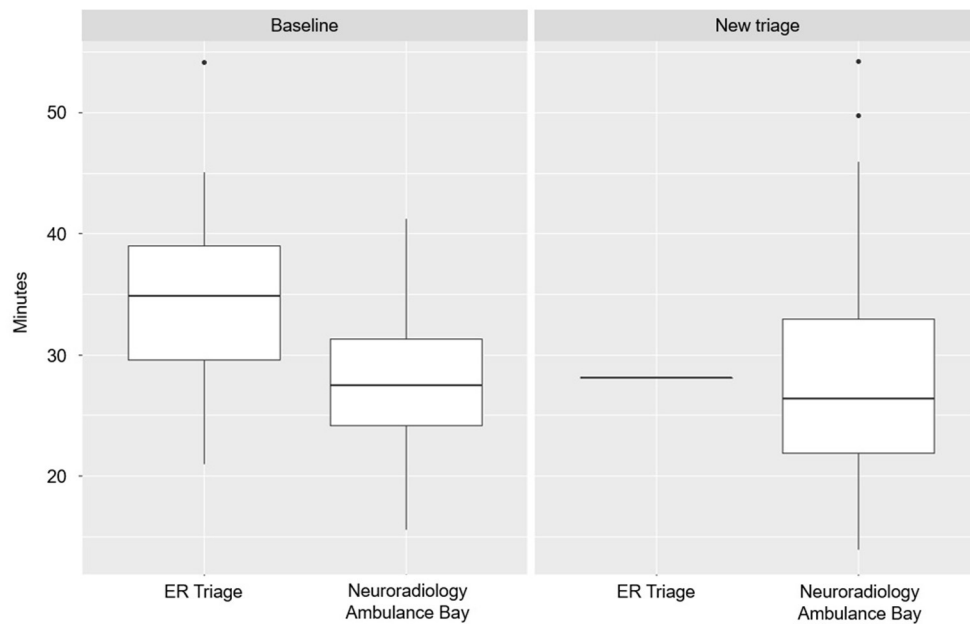 Baseline
New triage
Minutes
50
40
30
20
ER Triage
Neuroradiology
Ambulance Bay
ER Triage
Neuroradiology
Ambulance Bay